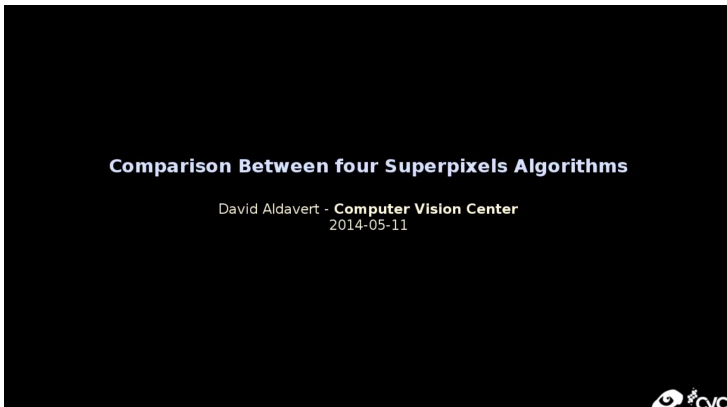 Comparison Between four Superpixels Algorithms
David Aldavert - Computer Vision Center
2014-05-11